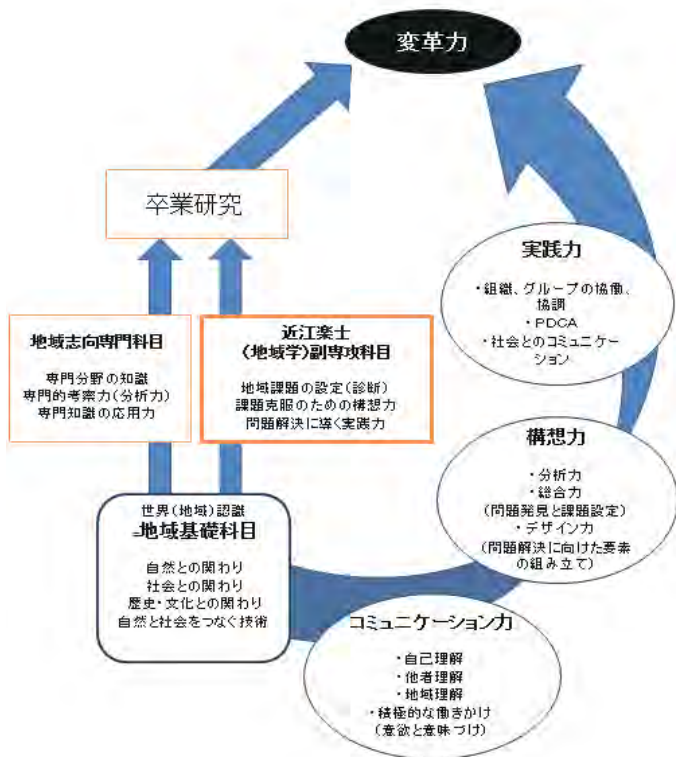 変革力
卒業研究
地域志向専門科目
専門分野の知識
専門的考察力(分析力)
専門知識の応用力
近江楽士
(地域学)副専攻科目
地域課題の設定(診断)
課題克服のための構想力
問題解決に導く実践力
世界(地域)認識
=地域基礎科目
自然との関わり
社会との関わり
歴史・文化との関わり
自然と社会をつなぐ技術
実践力
・組織、グループの協働、
協調
・PDCA
・社会とのコミュニケー
ション
構想力
・分析力
・総合力
(問題発見と課題設定)
・デザイン力
(問題解決に向けた要素
の組み立て)
コミュニケーション力
・自己理解
・他者理解
・地域理解
・積極的な働きかけ
(意欲と意味づけ)